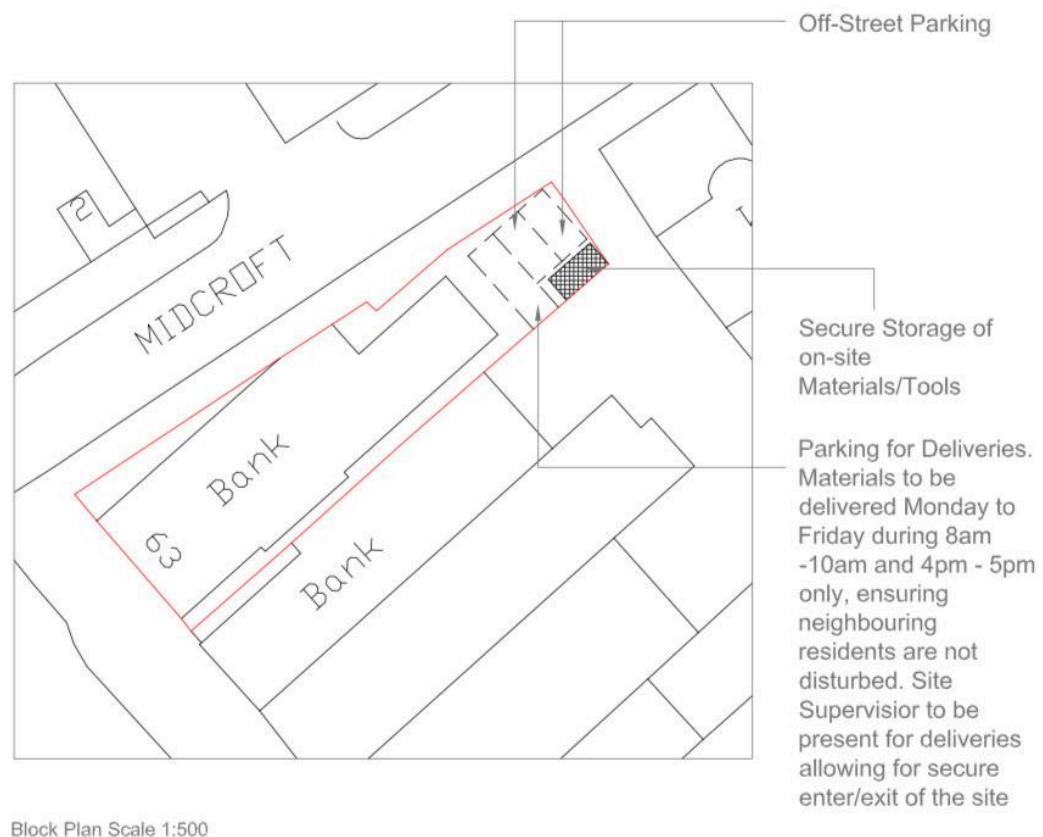 Off-Street Parking
2
MIDCROFT
Secure Storage of
on-site
Materials/Tools
Bank
63
Bank
Parking for Deliveries.
Materials to be
delivered Monday to
Friday during 8am
-10am and 4pm - 5pm
only, ensuring
neighbouring
residents are not
disturbed. Site
Supervisior to be
present for deliveries
allowing for secure
enter/exit of the site
Block Plan Scale 1:500